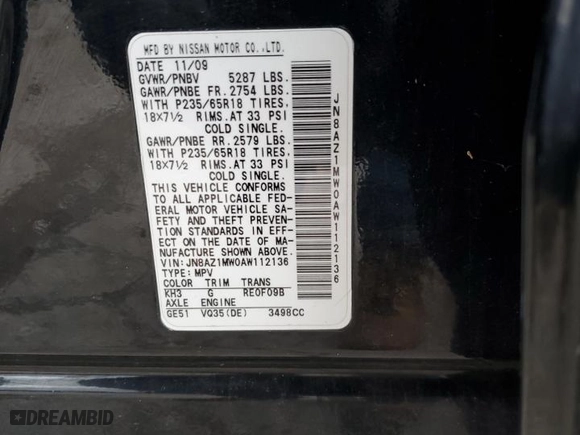 MFD BY NISSAN MOTOR CO.,LTD.
DATE 11/09
GVWR/PNBV 5287 LBS.
GAWR/PNBE FR. 2754 LBS.
WITH P235/65R18 TIRES,
18X7½ RIMS.AT 33 PSI
COLD SINGLE.
GAWR/PNBE RR. 2579 LBS.
WITH P235/65R18 TIRES,
18X7½ RIMS.AT 33 PSI
COLD SINGLE.
THIS VEHICLE CONFORMS
TO ALL APPLICABLE FED-
ERAL MOTOR VEHICLE SA-
FETY AND THEFT PREVEN-
TION STANDARDS IN EFF-
ECT ON THE DATE OF MA-
NUFACTURE SHOWN ABOVE.
VIN:JN8AZ1MW0AW112136
TYPE:MPV
COLOR TRIM TRANS
KH3 G RE0F09B
AXLE ENGINE
GE51 VQ35(DE) 3498CC
JN8AZ1MW0AW112136
DREAMBID